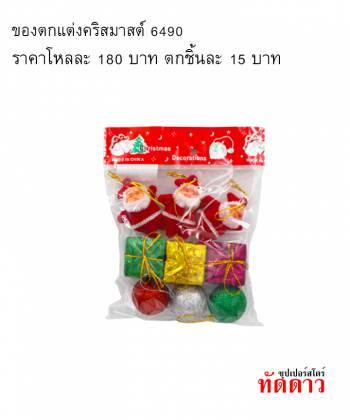 ของตกแต่งคริสมาสต์ 6490
ราคาโหลละ 180 บาท ตกชิ้นละ 15 บาท
Christmas
Decorations
MADE IN CHINA
ซุปเปอร์สโตร์
ทัดดาว